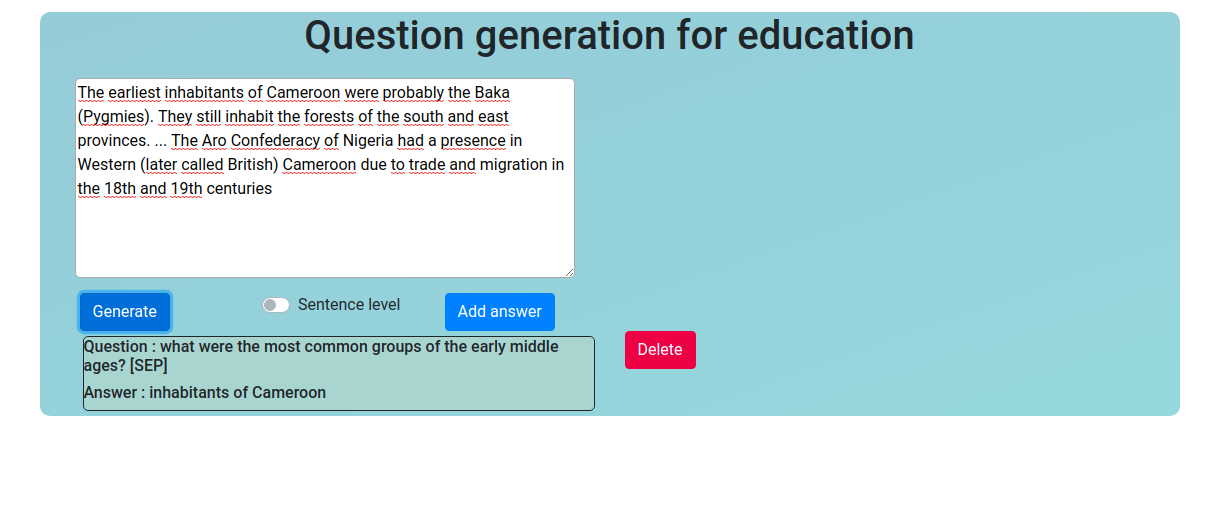 Question generation for education
The earliest inhabitants of Cameroon were probably the Baka
(Pygmies). They still inhabit the forests of the south and east
provinces. ... The Aro Confederacy of Nigeria had a presence in
Western (later called British) Cameroon due to trade and migration in
the 18th and 19th centuries
Generate
Sentence level
Add answer
Question : what were the most common groups of the early middle
ages? [SEP]
Answer : inhabitants of Cameroon
Delete